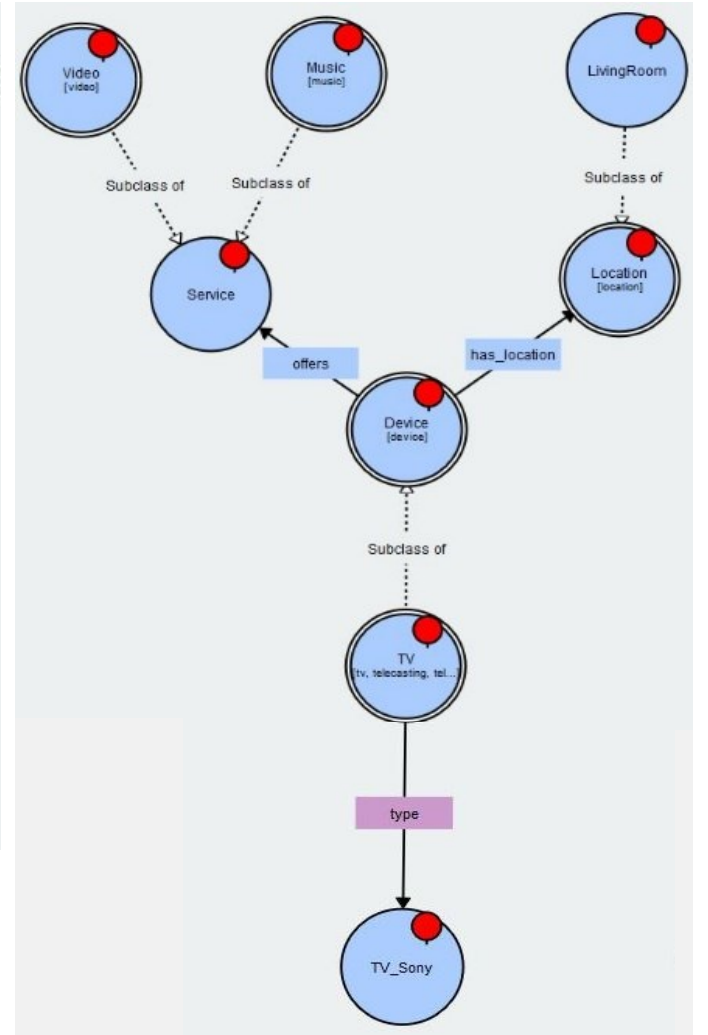 Video
[video]
Music
[music]
LivingRoom
Subclass of
Subclass of
Subclass of
Service
Location
[location]
offers
has_location
Device
[device]
Subclass of
TV
[tv, telecasting, tel...]
type
TV_Sony